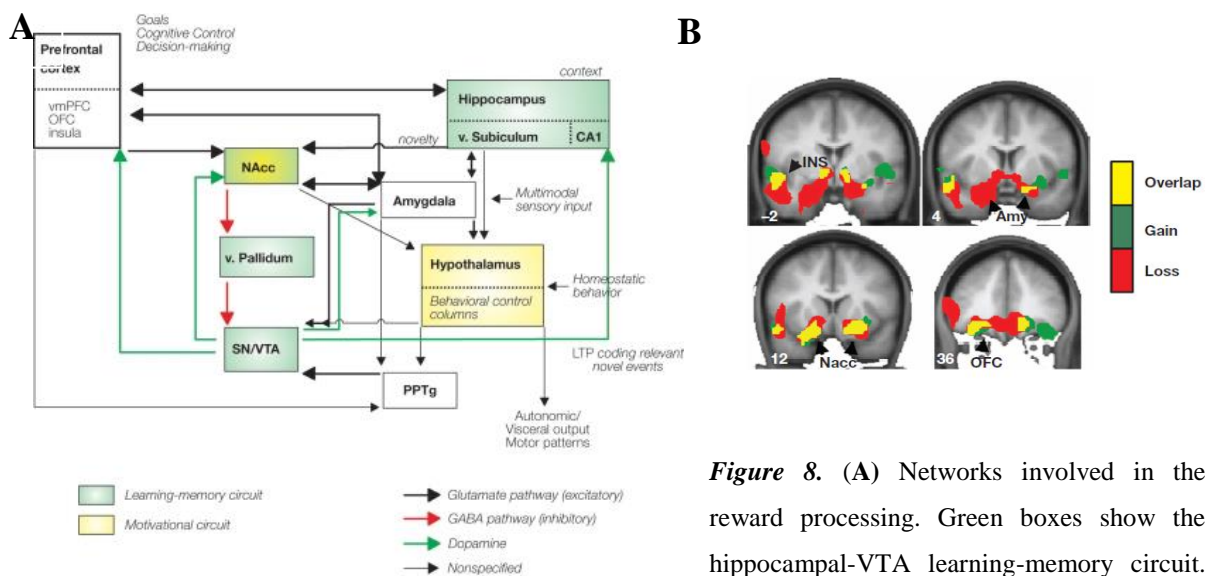 A
Goals
Cognitive Control
Decision-making
Prefrontal
cortex
vmPFC
OFC
insula
context
Hippocampus
v. Subiculum
CA1
novelty
NAcc
Amygdala
Multimodal
sensory input
v. Pallidum
Hypothalamus
Behavioral control
columns
Homeostatic
behavior
SN/VTA
LTP coding relevant
novel events
PPTg
Autonomic/
Visceral output
Motor patterns
Learning-memory circuit
Motivational circuit
Glutamate pathway (excitatory)
GABA pathway (inhibitory)
Dopamine
Nonspecified
B
INS
–2
4
Amy
12
Nacc
36
OFC
Overlap
Gain
Loss
Figure 8. (A) Networks involved in the
reward processing. Green boxes show the
hippocampal-VTA learning-memory circuit.